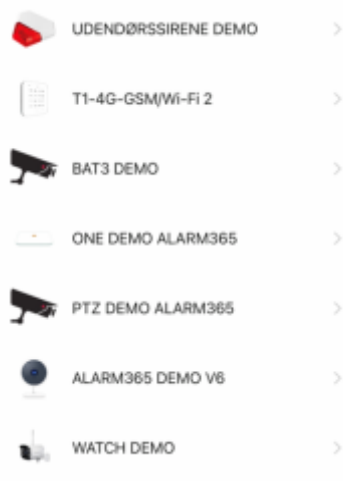 UDENDØRSSIRENE DEMO
T1-4G-GSM/Wi-Fi 2
BAT3 DEMO
ONE DEMO ALARM365
PTZ DEMO ALARM365
ALARM365 DEMO V6
WATCH DEMO